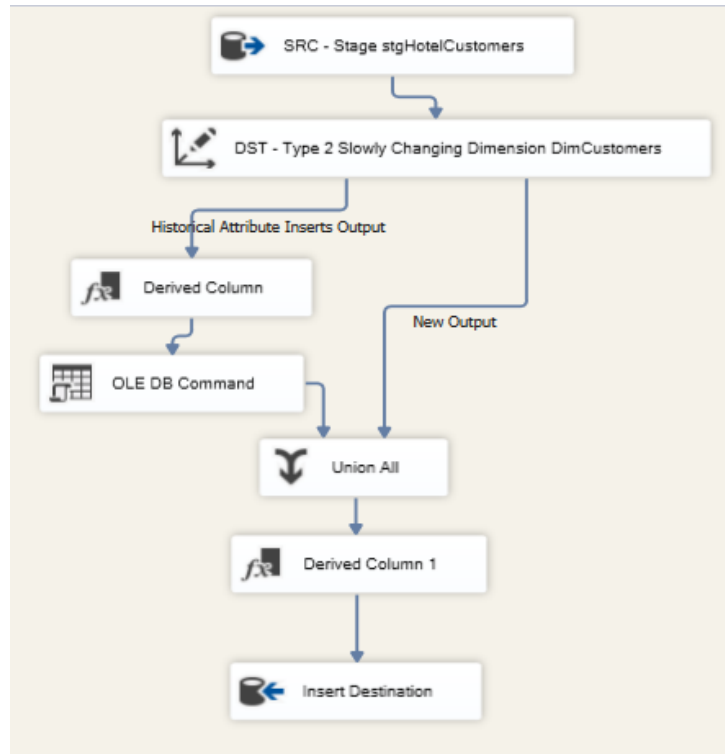 SRC - Stage stgHotelCustomers
DST - Type 2 Slowly Changing Dimension DimCustomers
Historical Attribute Inserts Output
Derived Column
New Output
OLE DB Command
Union All
Derived Column 1
Insert Destination